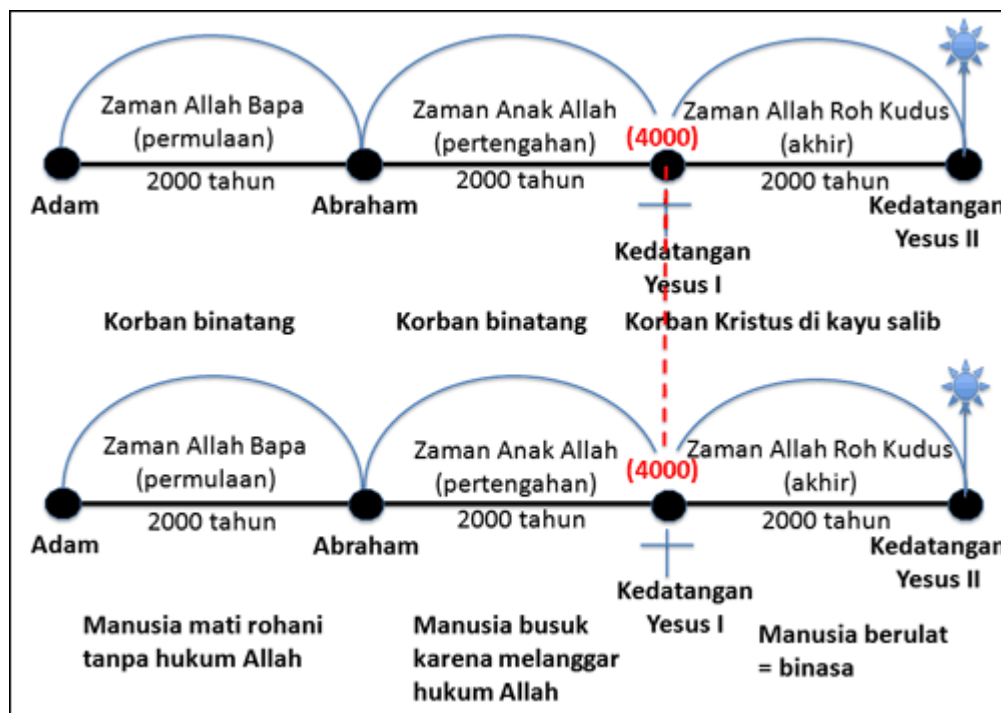 Zaman Allah Bapa
(permulaan)
Zaman Anak Allah
(pertengahan)
(4000)
Zaman Allah Roh Kudus
(akhir)
2000 tahun
2000 tahun
2000 tahun
Adam
Abraham
Kedatangan
Yesus I
Kedatangan
Yesus II
Korban binatang
Korban binatang
Korban Kristus di kayu salib
Zaman Allah Bapa
(permulaan)
Zaman Anak Allah
(pertengahan)
(4000)
Zaman Allah Roh Kudus
(akhir)
2000 tahun
2000 tahun
2000 tahun
Adam
Abraham
Kedatangan
Yesus I
Kedatangan
Yesus II
Manusia mati rohani
tanpa hukum Allah
Manusia busuk
karena melanggar
hukum Allah
Manusia berulat
= binasa